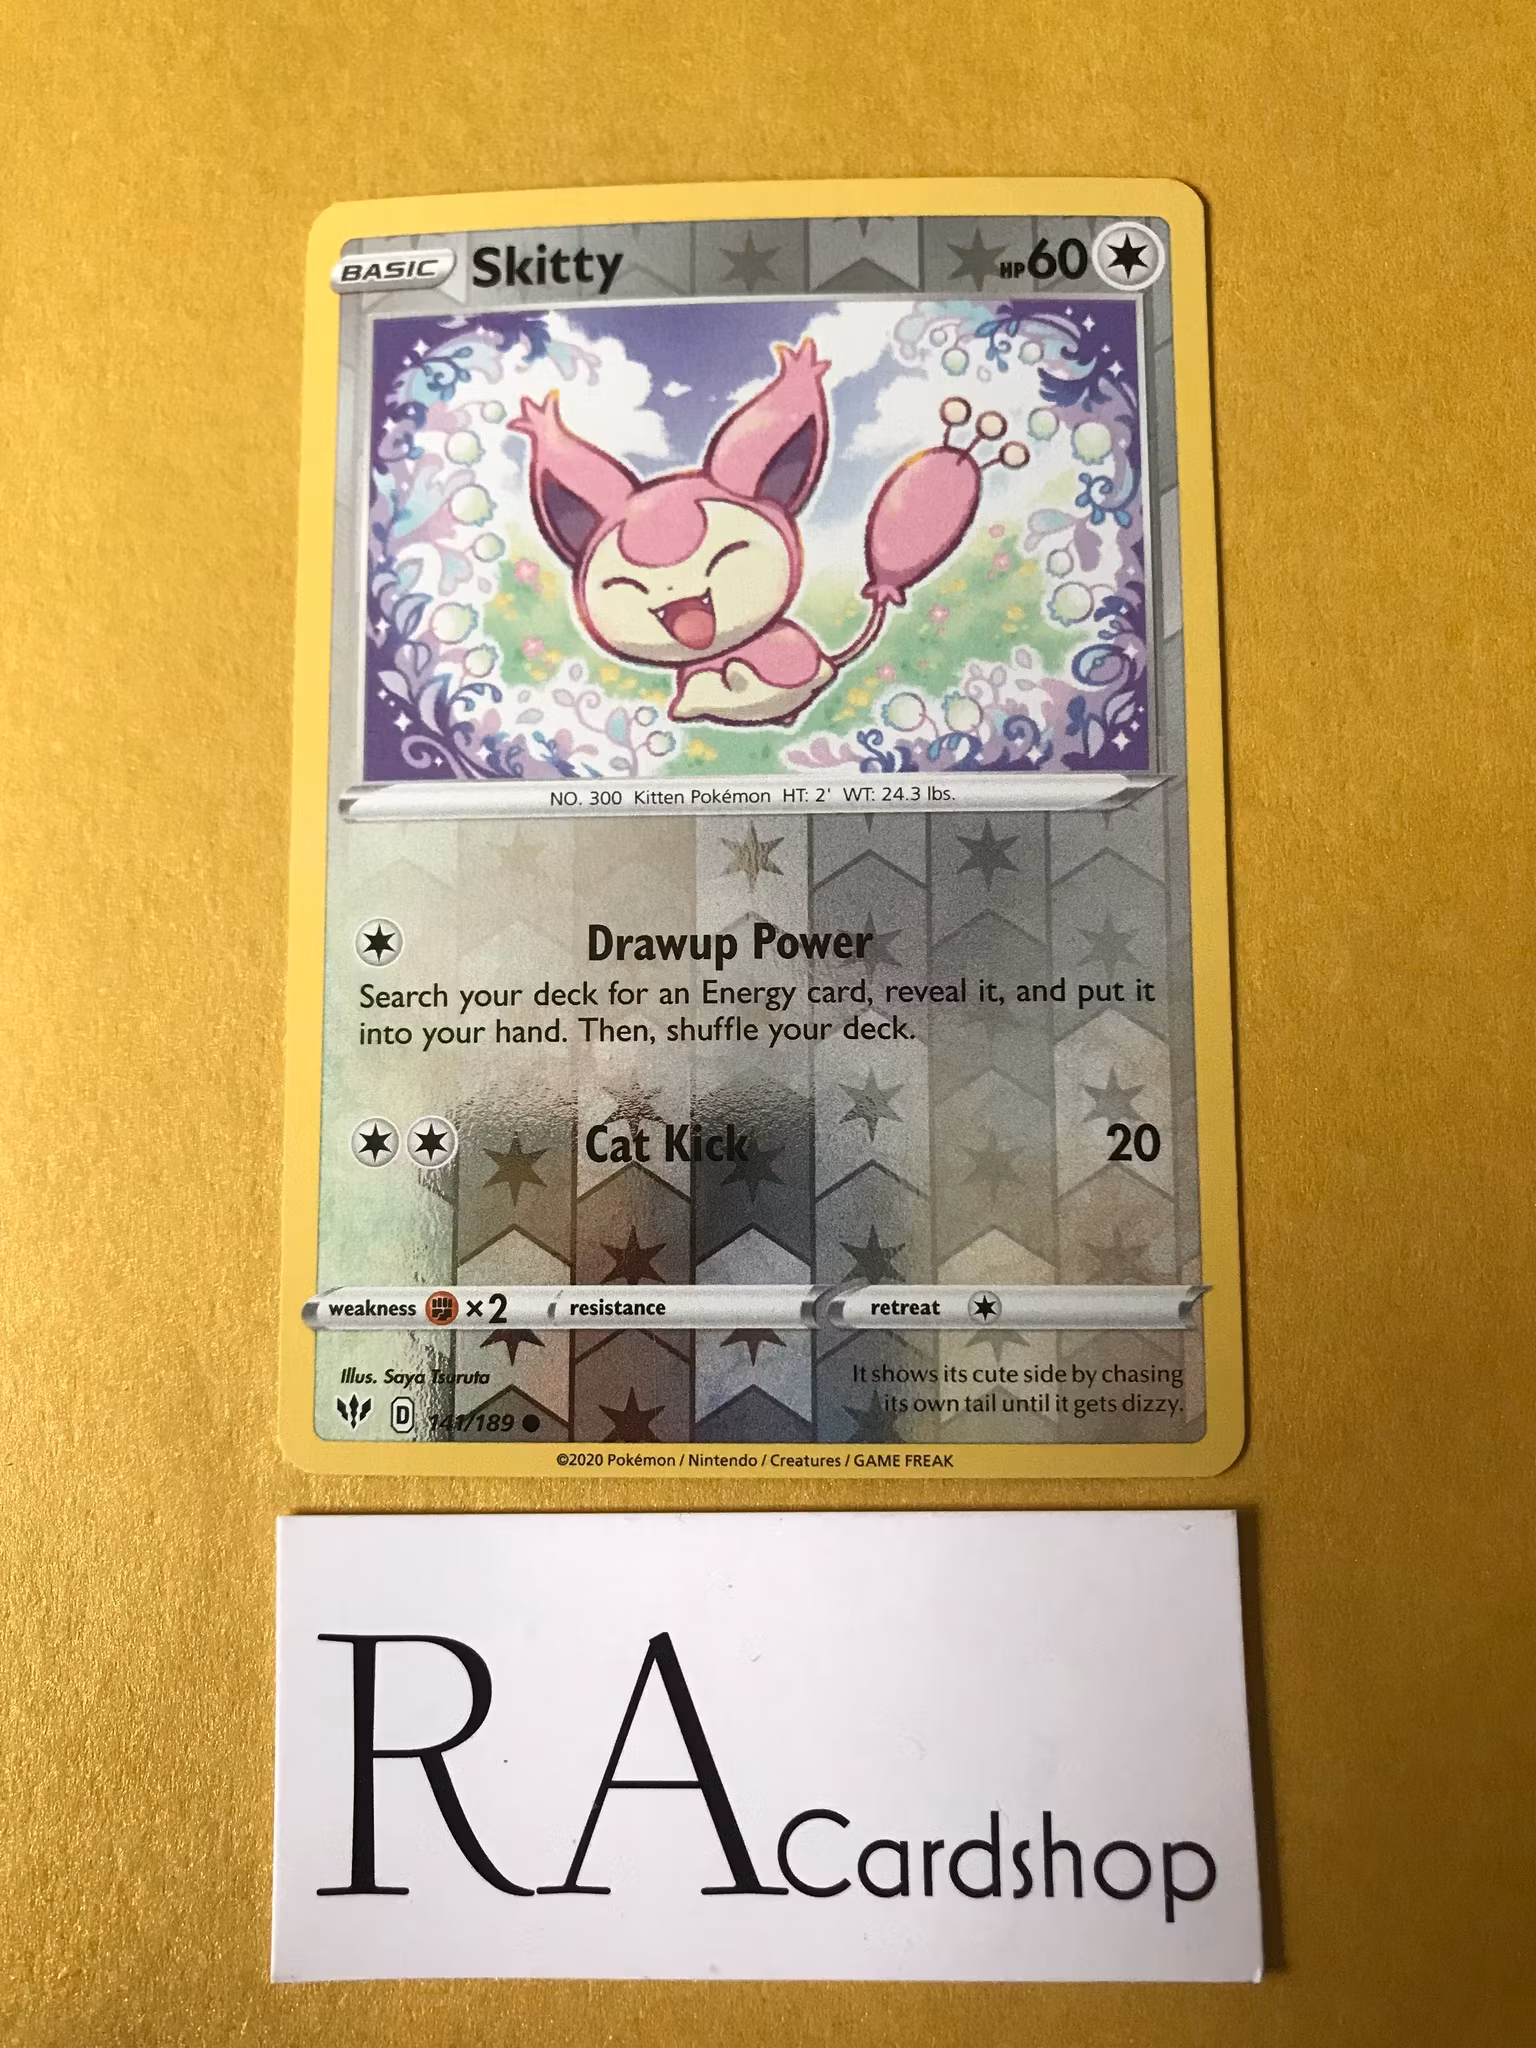 BASIC Skitty HP60
NO. 300 Kitten Pokémon HT: 2' WT: 24.3 lbs.
Drawup Power
Search your deck for an Energy card, reveal it, and put it
into your hand. Then, shuffle your deck.
Cat Kick 20
weakness ×2 resistance retreat
Illus. Saya Tsuruta
It shows its cute side by chasing
its own tail until it gets dizzy.
D 141/189
©2020 Pokémon / Nintendo / Creatures / GAME FREAK
RA Cardshop